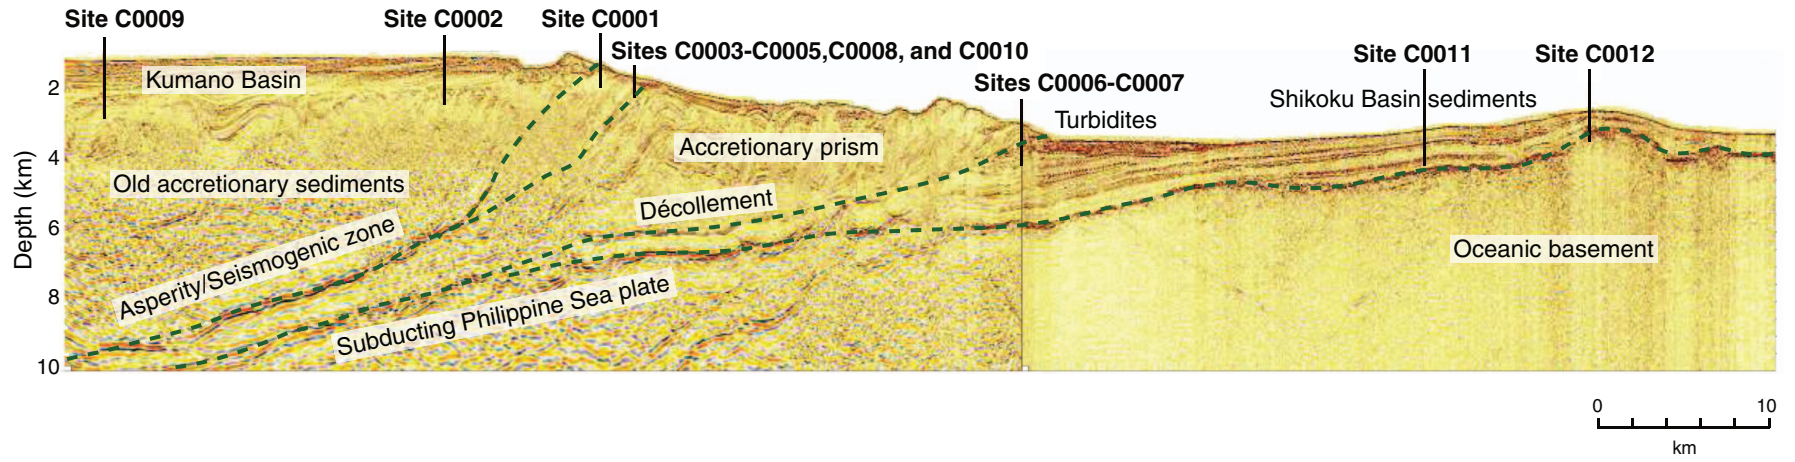 Site C0009
Site C0002
Site C0001
Sites C0003-C0005,C0008, and C0010
Sites C0006-C0007
Site C0011
Site C0012
Kumano Basin
Shikoku Basin sediments
Turbidites
Accretionary prism
Old accretionary sediments
Décollement
Asperity/Seismogenic zone
Subducting Philippine Sea plate
Oceanic basement
Depth (km)
2
4
6
8
10
0 10
km